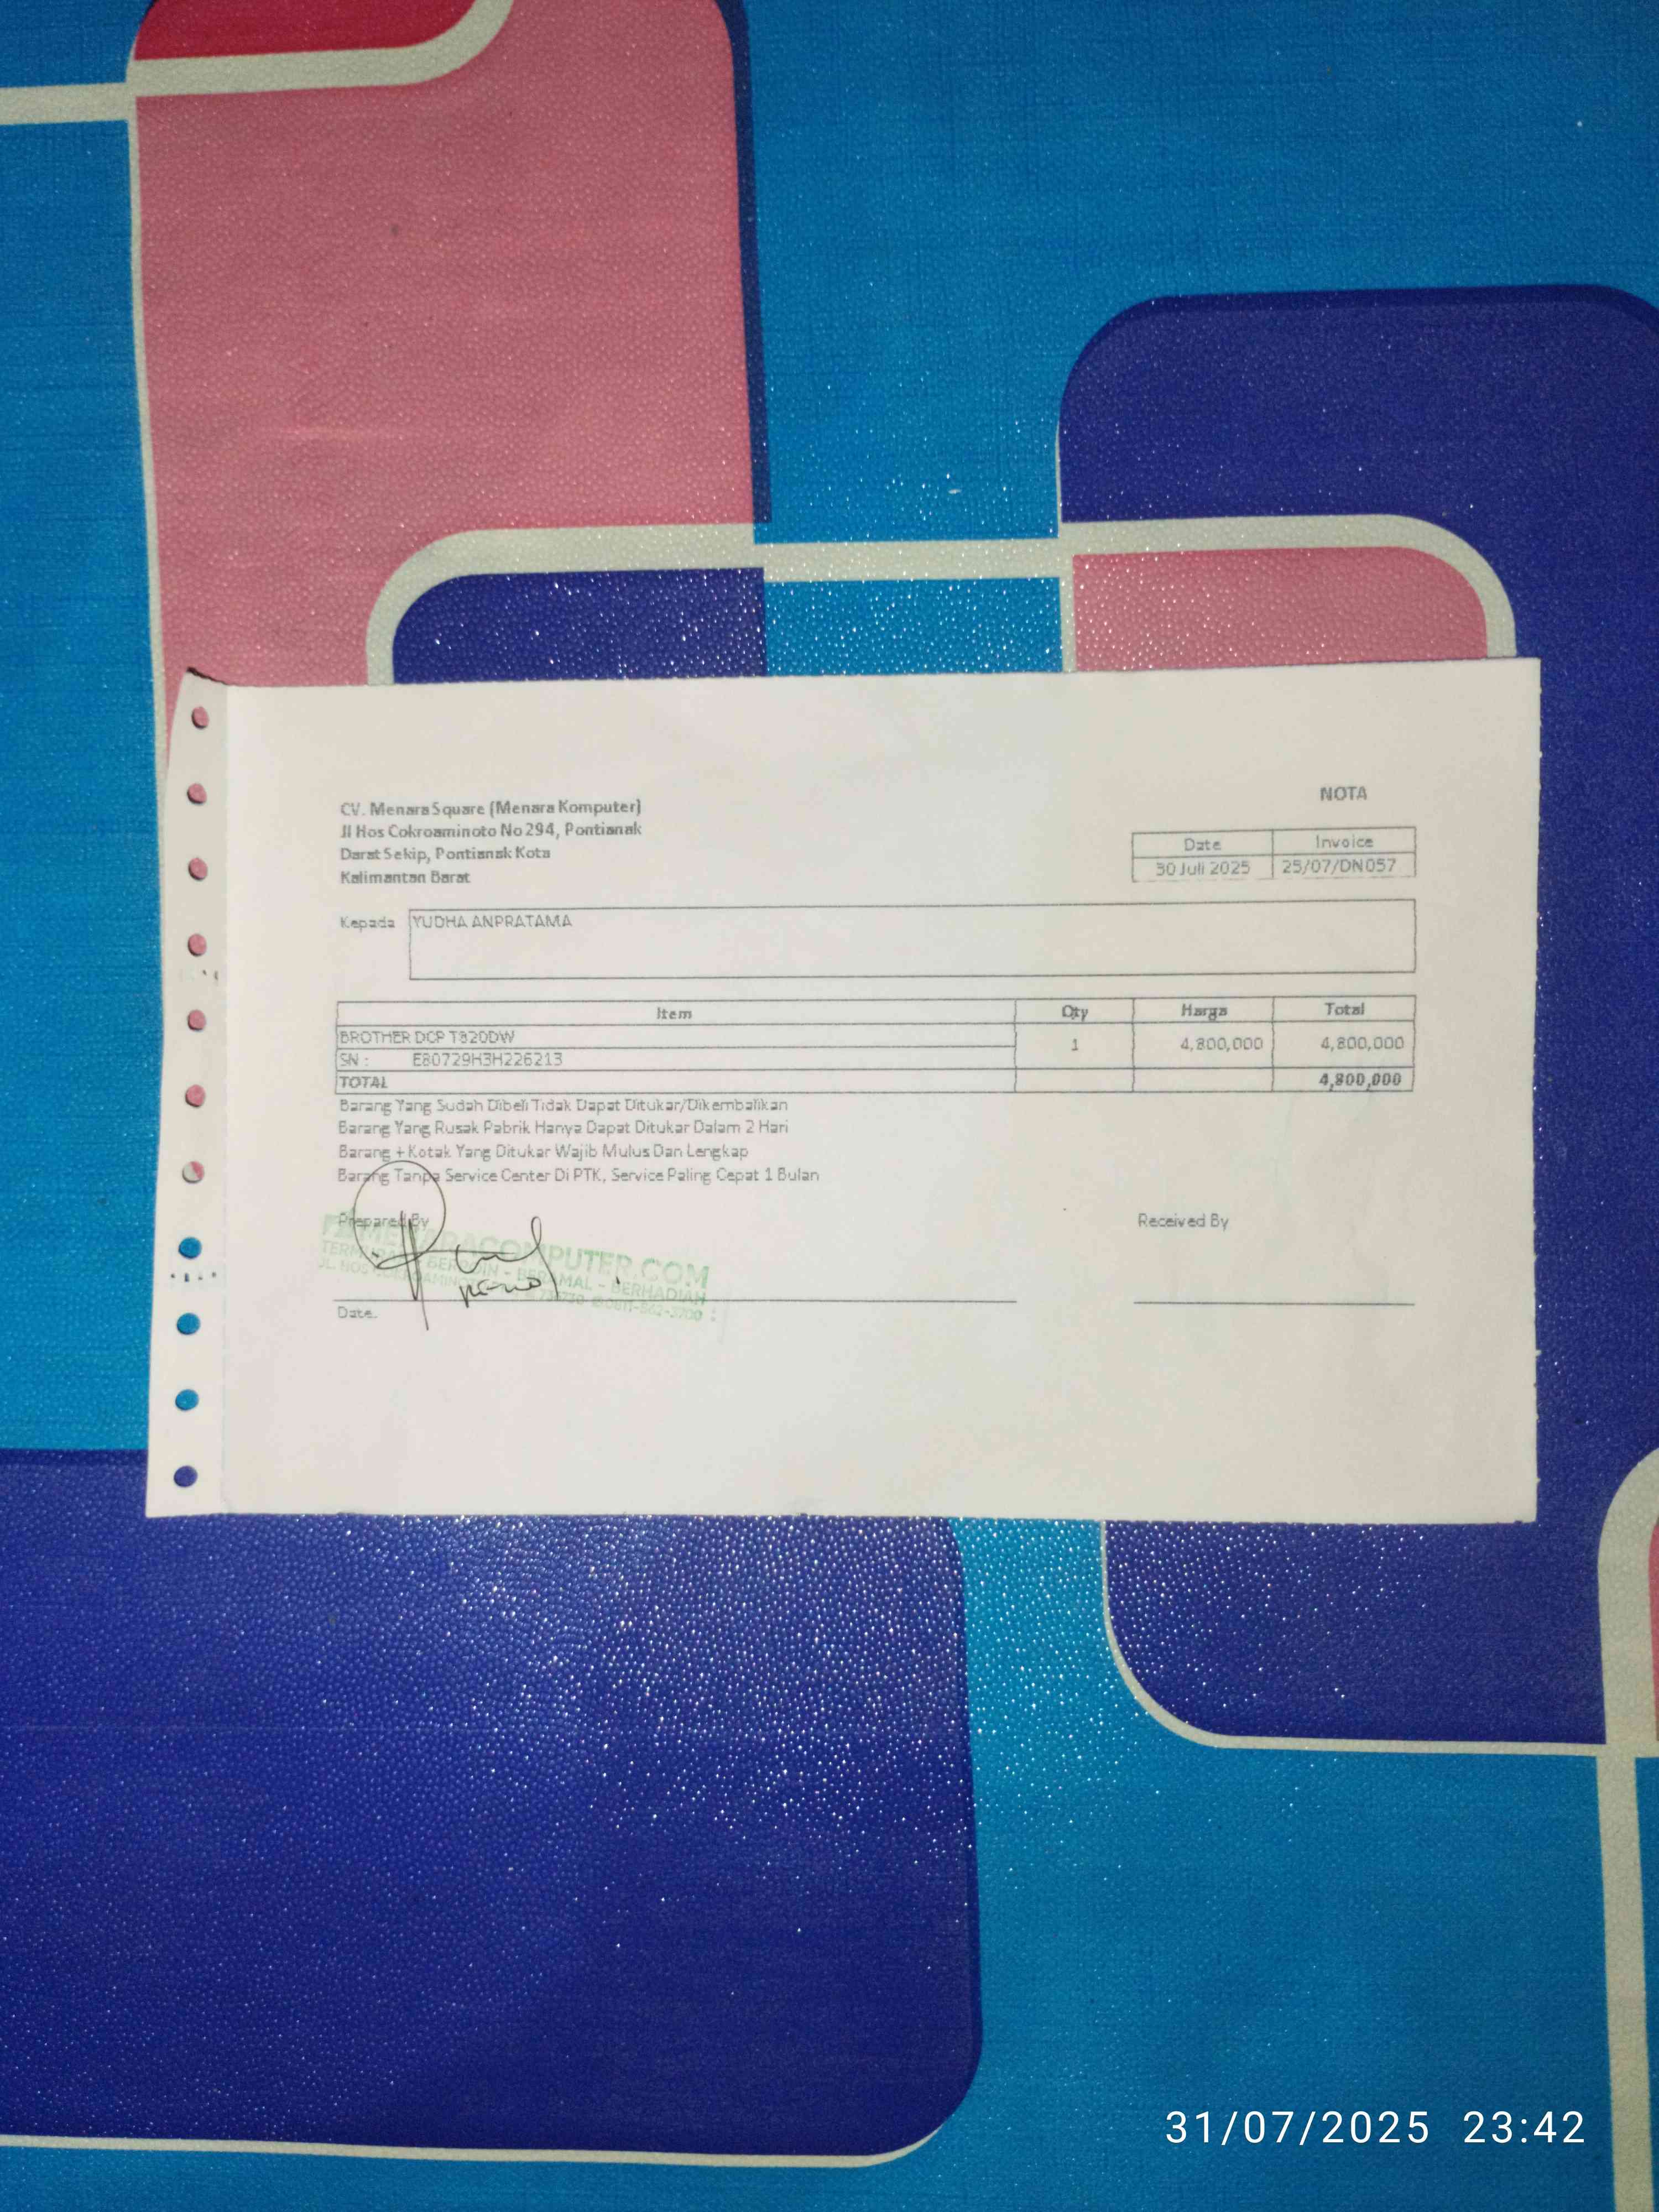 NOTA
CV. Menara Square (Menara Komputer)
Jl Hos Cokroaminoto No 294, Pontianak
Darat Sekip, Pontianak Kota
Kalimantan Barat
Date Invoice
30 Juli 2025 25/07/DN057
Kepada YUDHA ANPRATAMA
Item Qty Harga Total
BROTHER DCP T820DW 1 4,800,000 4,800,000
SN : E80729H3H226213
TOTAL 4,800,000
Barang Yang Sudah Dibeli Tidak Dapat Ditukar/Dikembalikan
Barang Yang Rusak Pabrik Hanya Dapat Ditukar Dalam 2 Hari
Barang + Kotak Yang Ditukar Wajib Mulus Dan Lengkap
Barang Tanpa Service Center Di PTK, Service Paling Cepat 1 Bulan
Prepared By Received By
MENARACOMPUTER.COM
BERAMAL - BERHADIAH
Date.
31/07/2025 23:42